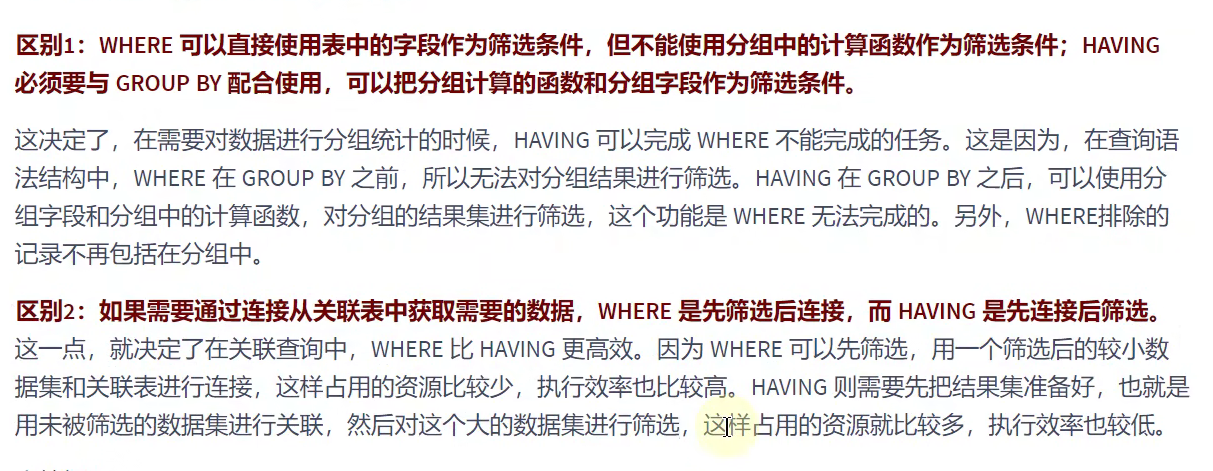 区别1：WHERE 可以直接使用表中的字段作为筛选条件，但不能使用分组中的计算函数作为筛选条件；HAVING
必须要与 GROUP BY 配合使用，可以把分组计算的函数和分组字段作为筛选条件。
这决定了，在需要对数据进行分组统计的时候，HAVING 可以完成 WHERE 不能完成的任务。这是因为，在查询语
法结构中，WHERE 在 GROUP BY 之前，所以无法对分组结果进行筛选。HAVING 在 GROUP BY 之后，可以使用分
组字段和分组中的计算函数，对分组的结果集进行筛选，这个功能是 WHERE 无法完成的。另外，WHERE排除的
记录不再包括在分组中。
区别2：如果需要通过连接从关联表中获取需要的数据，WHERE 是先筛选后连接，而 HAVING 是先连接后筛选。
这一点，就决定了在关联查询中，WHERE 比 HAVING 更高效。因为 WHERE 可以先筛选，用一个筛选后的较小数
据集和关联表进行连接，这样占用的资源比较少，执行效率也比较高。HAVING 则需要先把结果集准备好，也就是
用未被筛选的数据集进行关联，然后对这个大的数据集进行筛选，这样占用的资源就比较多，执行效率也较低。